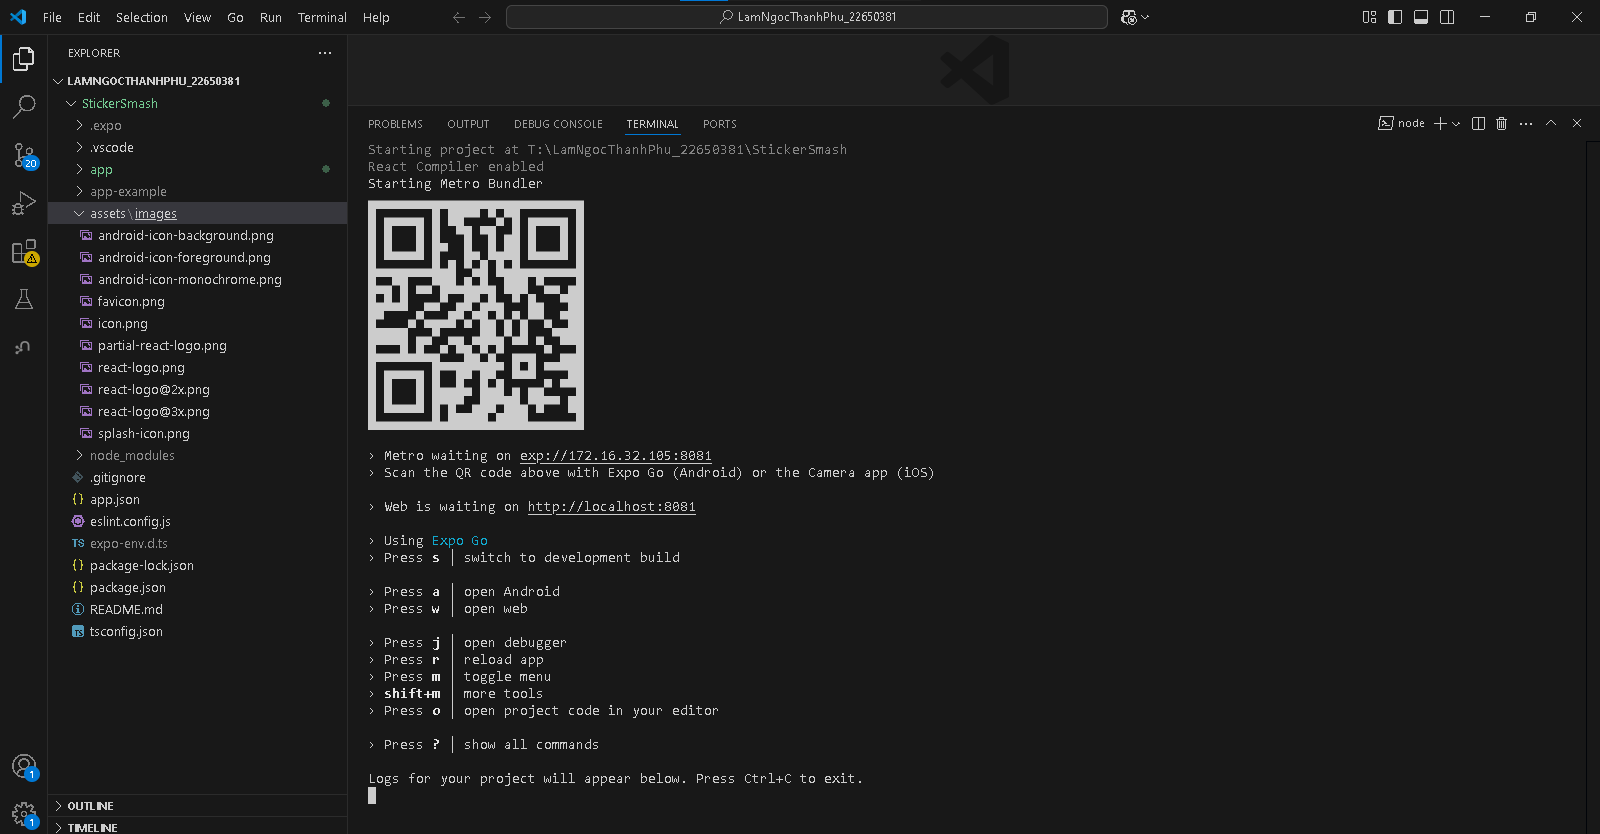 File Edit Selection View Go Run Terminal Help
LamNgocThanhPhu_22650381
EXPLORER
LAMNGOCTHANHPHU_22650381
StickerSmash
.expo
.vscode
app
app-example
assets\images
android-icon-background.png
android-icon-foreground.png
android-icon-monochrome.png
favicon.png
icon.png
partial-react-logo.png
react-logo.png
react-logo@2x.png
react-logo@3x.png
splash-icon.png
node_modules
.gitignore
{} app.json
eslint.config.js
TS expo-env.d.ts
{} package-lock.json
{} package.json
README.md
TS tsconfig.json
OUTLINE
TIMELINE
20
1
1
PROBLEMS OUTPUT DEBUG CONSOLE TERMINAL PORTS
node
Starting project at T:\LamNgocThanhPhu_22650381\StickerSmash
React Compiler enabled
Starting Metro Bundler
› Metro waiting on exp://172.16.32.105:8081
› Scan the QR code above with Expo Go (Android) or the Camera app (iOS)
› Web is waiting on http://localhost:8081
› Using Expo Go
› Press s │ switch to development build
› Press a │ open Android
› Press w │ open web
› Press j │ open debugger
› Press r │ reload app
› Press m │ toggle menu
› shift+m │ more tools
› Press o │ open project code in your editor
› Press ? │ show all commands
Logs for your project will appear below. Press Ctrl+C to exit.